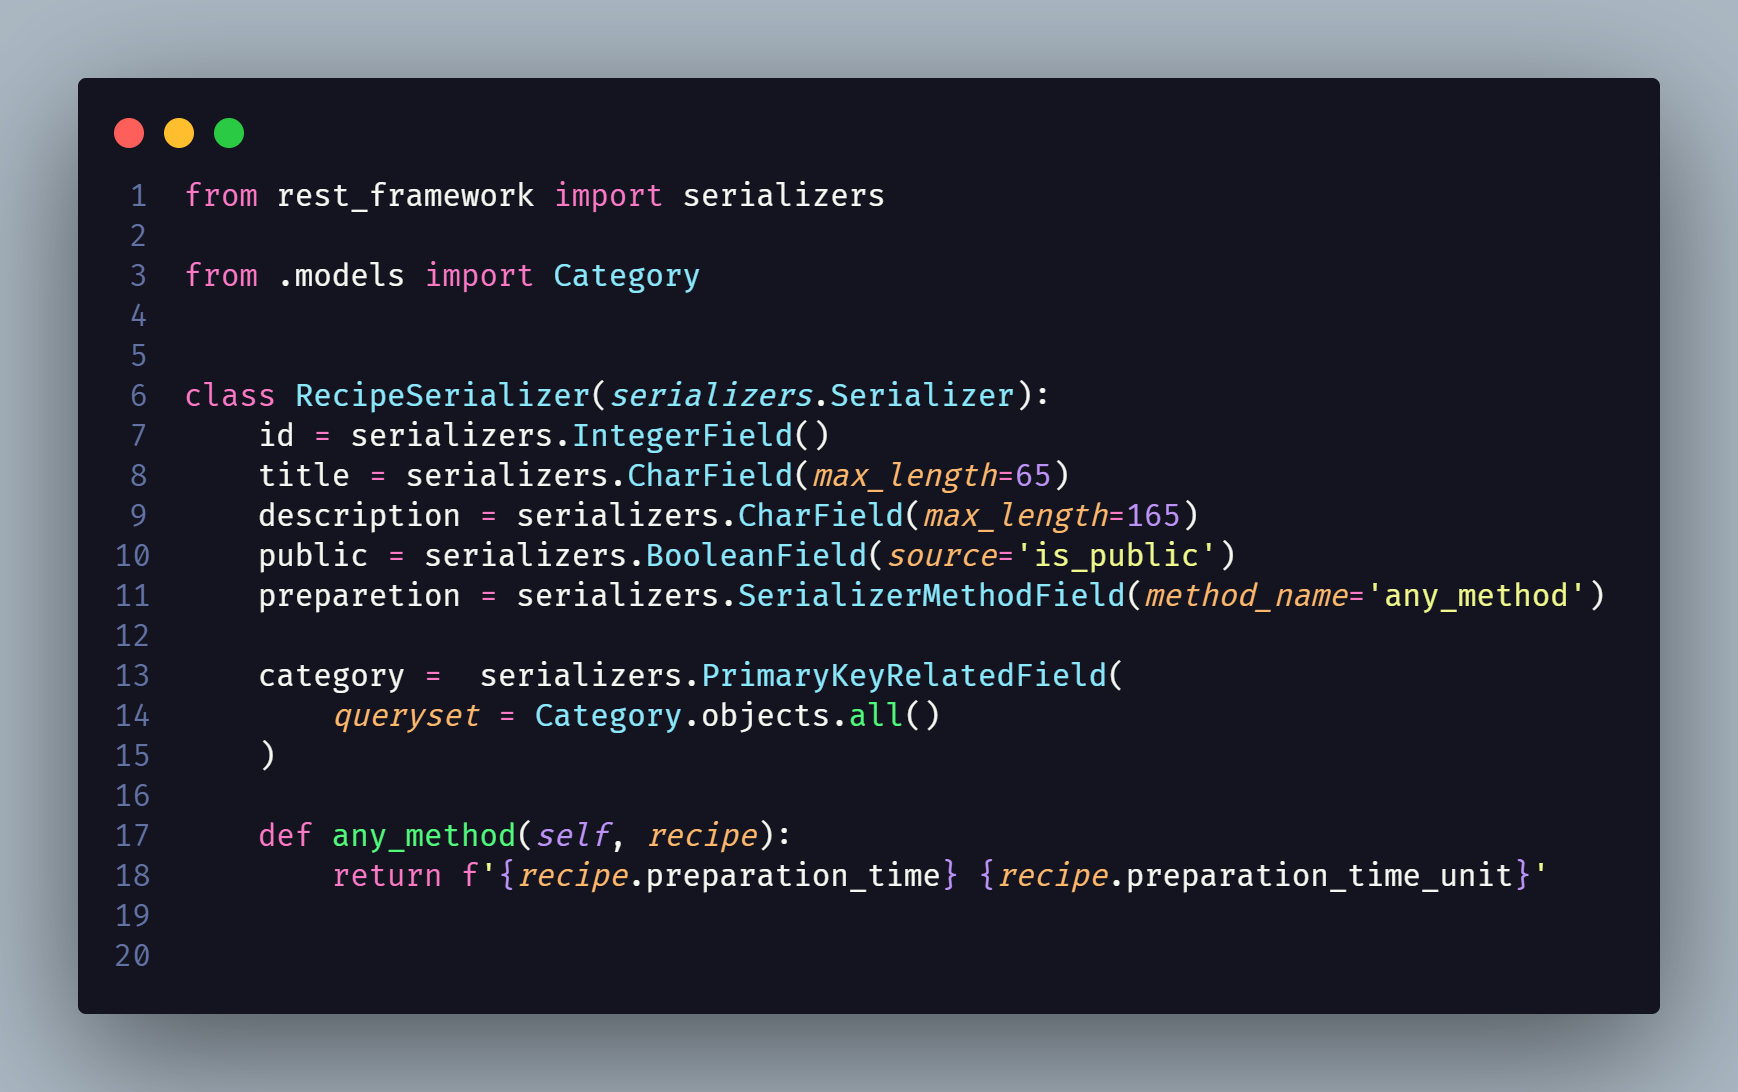 1 from rest_framework import serializers
2
3 from .models import Category
4
5
6 class RecipeSerializer(serializers.Serializer):
7     id = serializers.IntegerField()
8     title = serializers.CharField(max_length=65)
9     description = serializers.CharField(max_length=165)
10     public = serializers.BooleanField(source='is_public')
11     preparetion = serializers.SerializerMethodField(method_name='any_method')
12
13     category =  serializers.PrimaryKeyRelatedField(
14         queryset = Category.objects.all()
15     )
16
17     def any_method(self, recipe):
18         return f'{recipe.preparation_time} {recipe.preparation_time_unit}'
19
20